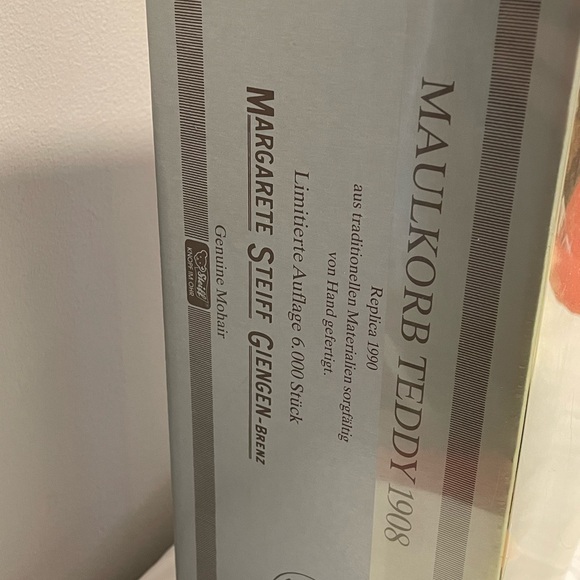 MAULKORB TEDDY 1908
Replica 1990
aus traditionellen Materialien sorgfältig
von Hand gefertigt.
Limitierte Auflage 6.000 Stück
MARGARETE STEIFF GIENGEN-BRENZ
Genuine Mohair
Steiff
KNOPF IM OHR